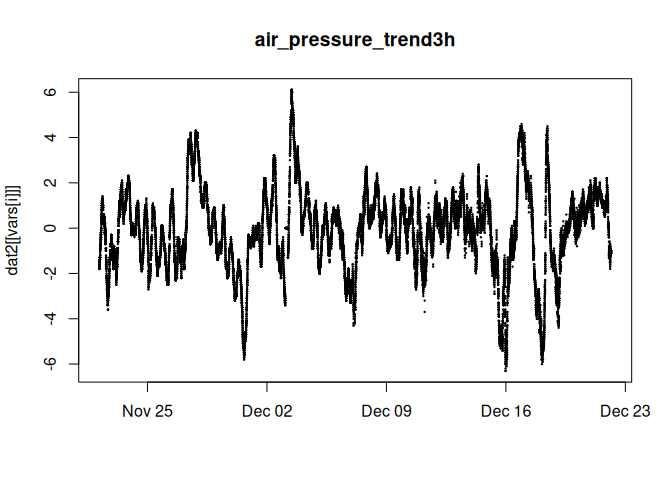 air_pressure_trend3h
dat2[[vars[i]]]
6
4
2
0
-2
-4
-6
Nov 25
Dec 02
Dec 09
Dec 16
Dec 23